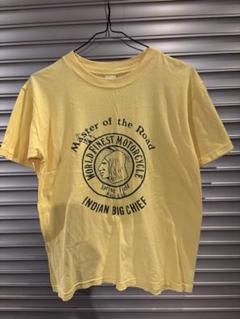 Master of the Road
WORLD FINEST MOTORCYCLE
INDIAN BIG CHIEF